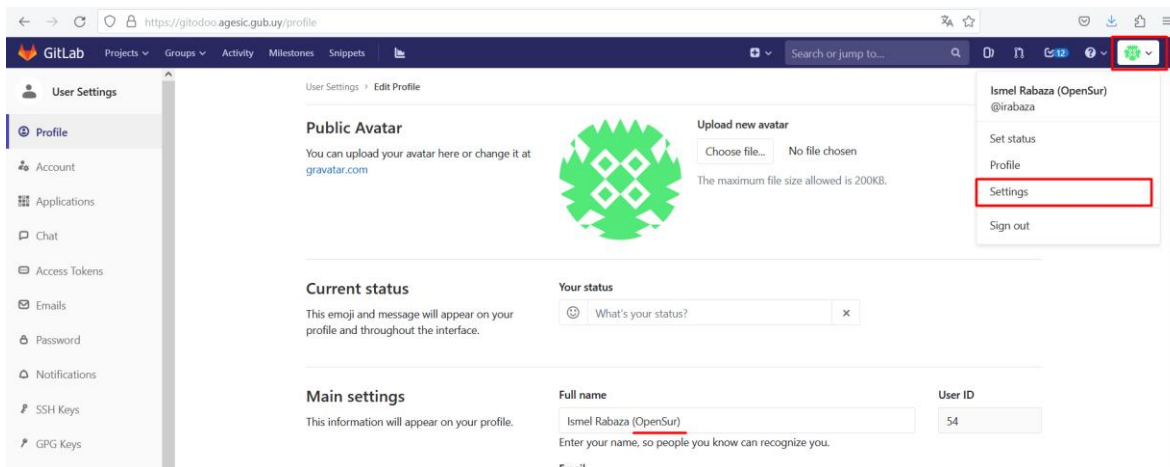 https://gitodoo.agesic.gub.uy/profile
GitLab Projects Groups Activity Milestones Snippets Search or jump to... 12
Ismel Rabaza (OpenSur)
@irabaza
Set status
Profile
Settings
Sign out
User Settings
Profile
Account
Applications
Chat
Access Tokens
Emails
Password
Notifications
SSH Keys
GPG Keys
User Settings > Edit Profile
Public Avatar
You can upload your avatar here or change it at
gravatar.com
Upload new avatar
Choose file... No file chosen
The maximum file size allowed is 200KB.
Current status
This emoji and message will appear on your
profile and throughout the interface.
Your status
What's your status?
Main settings
This information will appear on your profile.
Full name
Ismel Rabaza (OpenSur)
Enter your name, so people you know can recognize you.
User ID
54